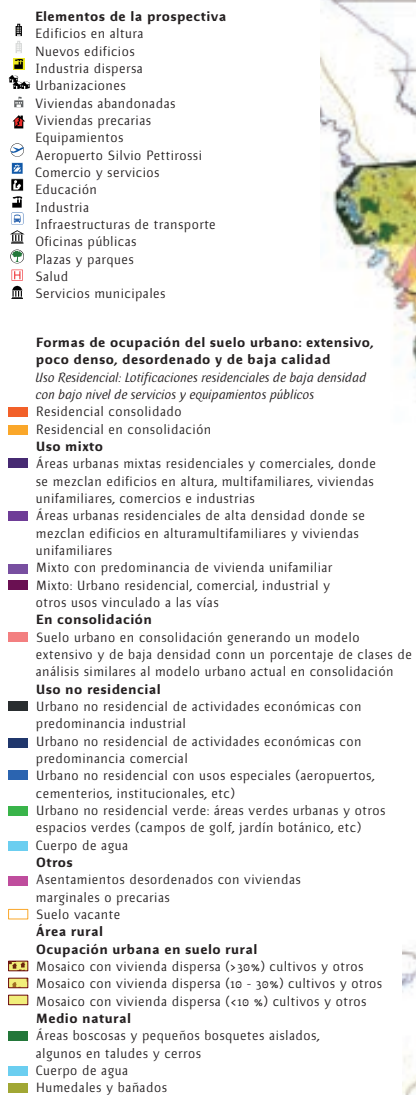 Elementos de la prospectiva
Edificios en altura
Nuevos edificios
Industria dispersa
Urbanizaciones
Viviendas abandonadas
Viviendas precarias
Equipamientos
Aeropuerto Silvio Pettirossi
Comercio y servicios
Educación
Industria
Infraestructuras de transporte
Oficinas públicas
Plazas y parques
H Salud
Servicios municipales
Formas de ocupación del suelo urbano: extensivo,
poco denso, desordenado y de baja calidad
Uso Residencial: Lotificaciones residenciales de baja densidad
con bajo nivel de servicios y equipamientos públicos
Residencial consolidado
Residencial en consolidación
Uso mixto
Áreas urbanas mixtas residenciales y comerciales, donde
se mezclan edificios en altura, multifamiliares, viviendas
unifamiliares, comercios e industrias
Áreas urbanas residenciales de alta densidad donde se
mezclan edificios en alturamultifamiliares y viviendas
unifamiliares
Mixto con predominancia de vivienda unifamiliar
Mixto: Urbano residencial, comercial, industrial y
otros usos vinculado a las vías
En consolidación
Suelo urbano en consolidación generando un modelo
extensivo y de baja densidad conn un porcentaje de clases de
análisis similares al modelo urbano actual en consolidación
Uso no residencial
Urbano no residencial de actividades económicas con
predominancia industrial
Urbano no residencial de actividades económicas con
predominancia comercial
Urbano no residencial con usos especiales (aeropuertos,
cementerios, institucionales, etc)
Urbano no residencial verde: áreas verdes urbanas y otros
espacios verdes (campos de golf, jardín botánico, etc)
Cuerpo de agua
Otros
Asentamientos desordenados con viviendas
marginales o precarias
Suelo vacante
Área rural
Ocupación urbana en suelo rural
Mosaico con vivienda dispersa (>30%) cultivos y otros
Mosaico con vivienda dispersa (10 - 30%) cultivos y otros
Mosaico con vivienda dispersa (<10 %) cultivos y otros
Medio natural
Áreas boscosas y pequeños bosquetes aislados,
algunos en taludes y cerros
Cuerpo de agua
Humedales y bañados